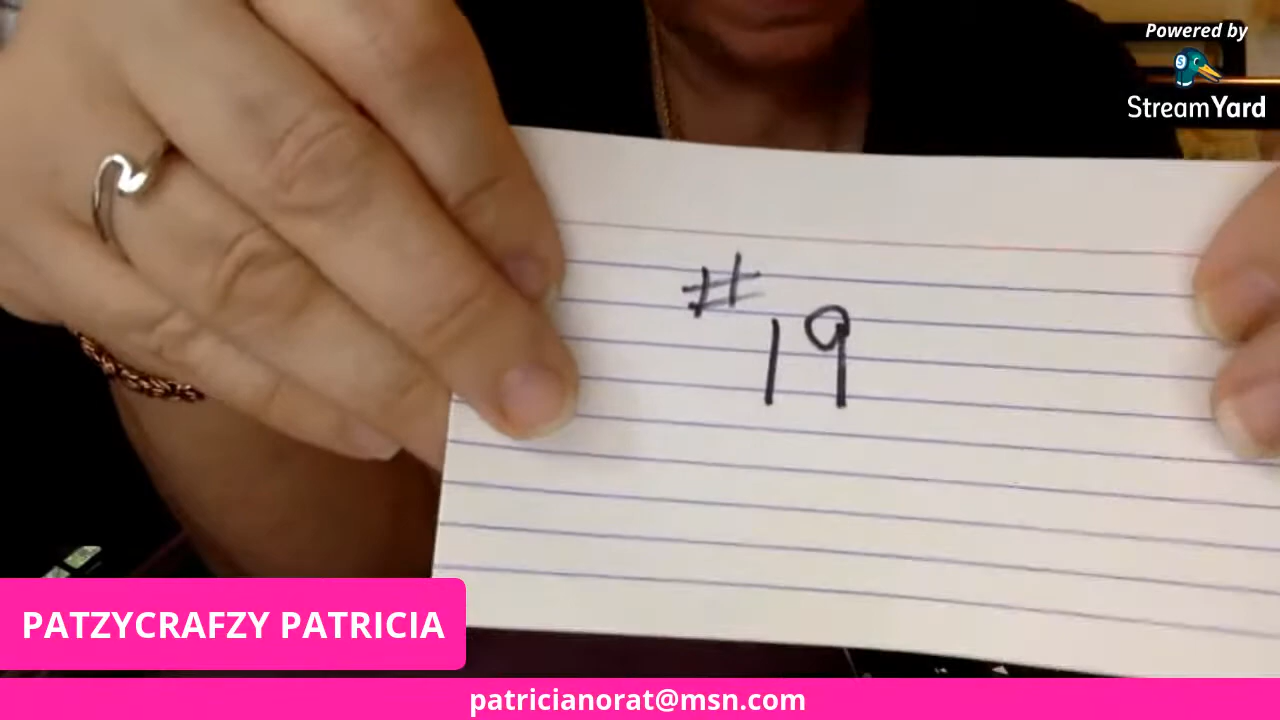 Powered by
StreamYard
#
19
PATZYCRAFZY PATRICIA
patricianorat@msn.com